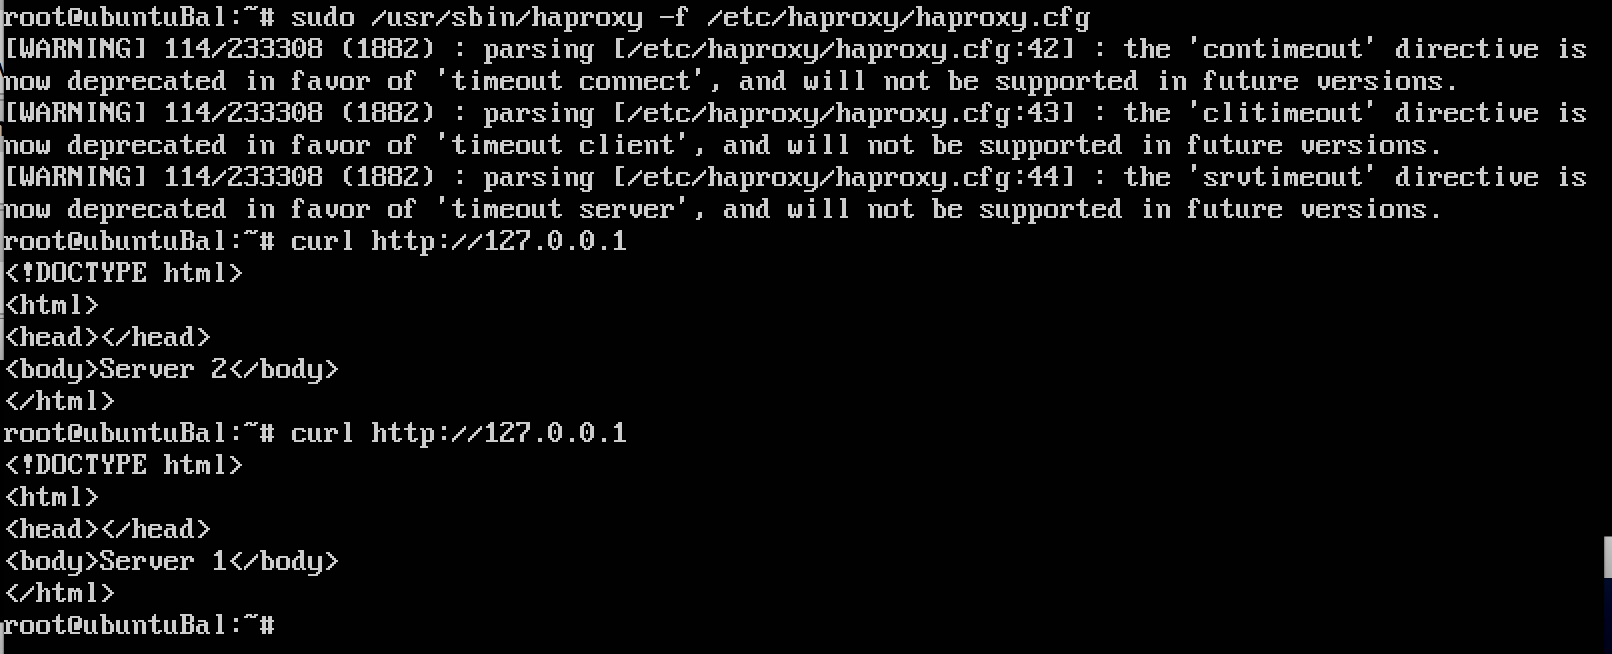 root@ubuntuBal:~# sudo /usr/sbin/haproxy -f /etc/haproxy/haproxy.cfg
[WARNING] 114/233308 (1882) : parsing [/etc/haproxy/haproxy.cfg:42] : the 'contimeout' directive is
now deprecated in favor of 'timeout connect', and will not be supported in future versions.
[WARNING] 114/233308 (1882) : parsing [/etc/haproxy/haproxy.cfg:43] : the 'clitimeout' directive is
now deprecated in favor of 'timeout client', and will not be supported in future versions.
[WARNING] 114/233308 (1882) : parsing [/etc/haproxy/haproxy.cfg:44] : the 'srvtimeout' directive is
now deprecated in favor of 'timeout server', and will not be supported in future versions.
root@ubuntuBal:~# curl http://127.0.0.1
<!DOCTYPE html>
<html>
<head></head>
<body>Server 2</body>
</html>
root@ubuntuBal:~# curl http://127.0.0.1
<!DOCTYPE html>
<html>
<head></head>
<body>Server 1</body>
</html>
root@ubuntuBal:~#